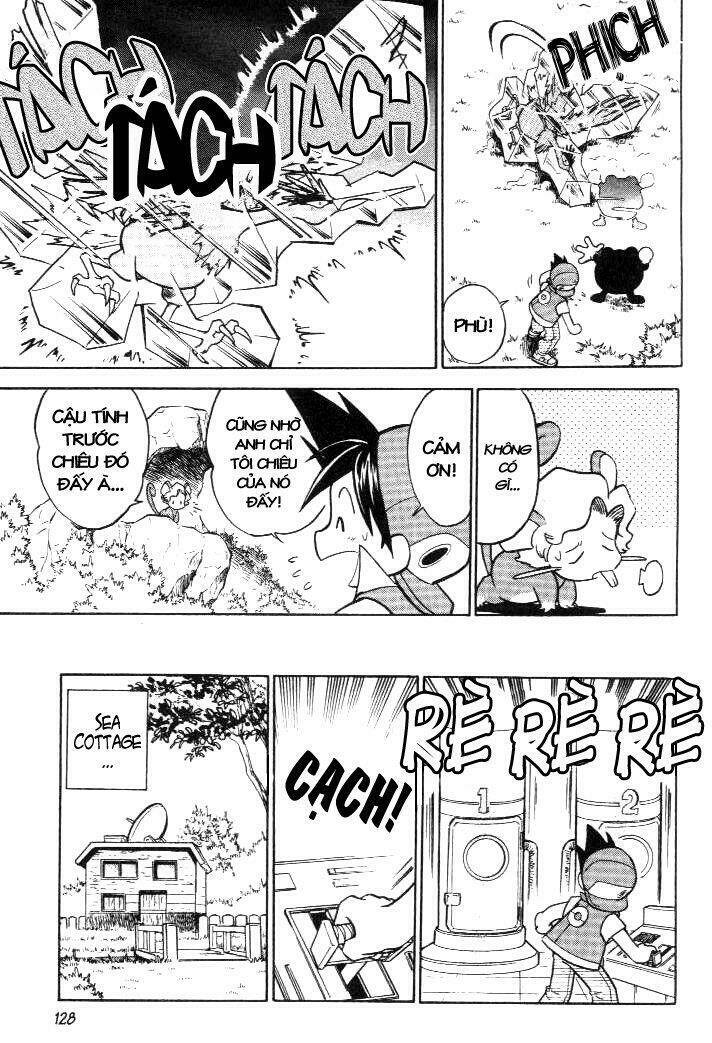 TÁCH
TÁCH
TÁCH
PHICH
PHÙ!
CẬU TÍNH
TRƯỚC
CHIÊU ĐÓ
ĐẤY À...
CŨNG NHỜ
ANH CHỈ
TÔI CHIÊU
CỦA NÓ
ĐẤY!
CẢM
ƠN!
KHÔNG
CÓ
GÌ...
SEA
COTTAGE
...
CẠCH!
RÈ RÈ RÈ
1
2
128